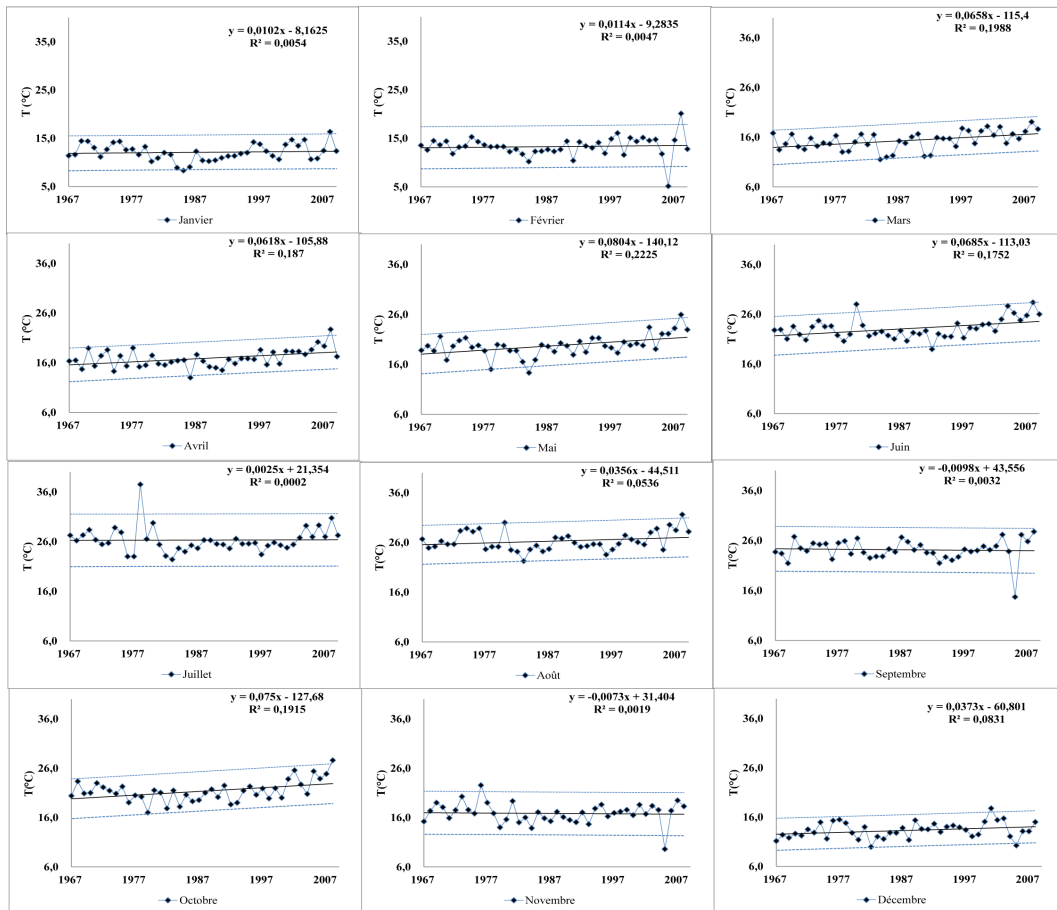 y = 0,0102x - 8,1625
R² = 0,0054
35,0
25,0
15,0
5,0
T (°C)
1967 1977 1987 1997 2007
Janvier
y = 0,0114x - 9,2835
R² = 0,0047
35,0
25,0
15,0
5,0
T (°C)
1967 1977 1987 1997 2007
Février
y = 0,0658x - 115,4
R² = 0,1988
36,0
26,0
16,0
6,0
T (°C)
1967 1977 1987 1997 2007
Mars
y = 0,0618x - 105,88
R² = 0,187
36,0
26,0
16,0
6,0
T (°C)
1967 1977 1987 1997 2007
Avril
y = 0,0804x - 140,12
R² = 0,2225
36,0
26,0
16,0
6,0
T (°C)
1967 1977 1987 1997 2007
Mai
y = 0,0685x - 113,03
R² = 0,1752
36,0
26,0
16,0
6,0
T (°C)
1967 1977 1987 1997 2007
Juin
y = 0,0025x + 21,354
R² = 0,0002
36,0
26,0
16,0
6,0
T(°C)
1967 1977 1987 1997 2007
Juillet
y = 0,0356x - 44,511
R² = 0,0536
36,0
26,0
16,0
6,0
T(°C)
1967 1977 1987 1997 2007
Août
y = -0,0098x + 43,556
R² = 0,0032
36,0
26,0
16,0
6,0
T(°C)
1967 1977 1987 1997 2007
Septembre
y = 0,075x - 127,68
R² = 0,1915
36,0
26,0
16,0
6,0
T(°C)
1967 1977 1987 1997 2007
Octobre
y = -0,0073x + 31,404
R² = 0,0019
36,0
26,0
16,0
6,0
T(°C)
1967 1977 1987 1997 2007
Novembre
y = 0,0373x - 60,801
R² = 0,0831
36,0
26,0
16,0
6,0
T(°C)
1967 1977 1987 1997 2007
Décembre